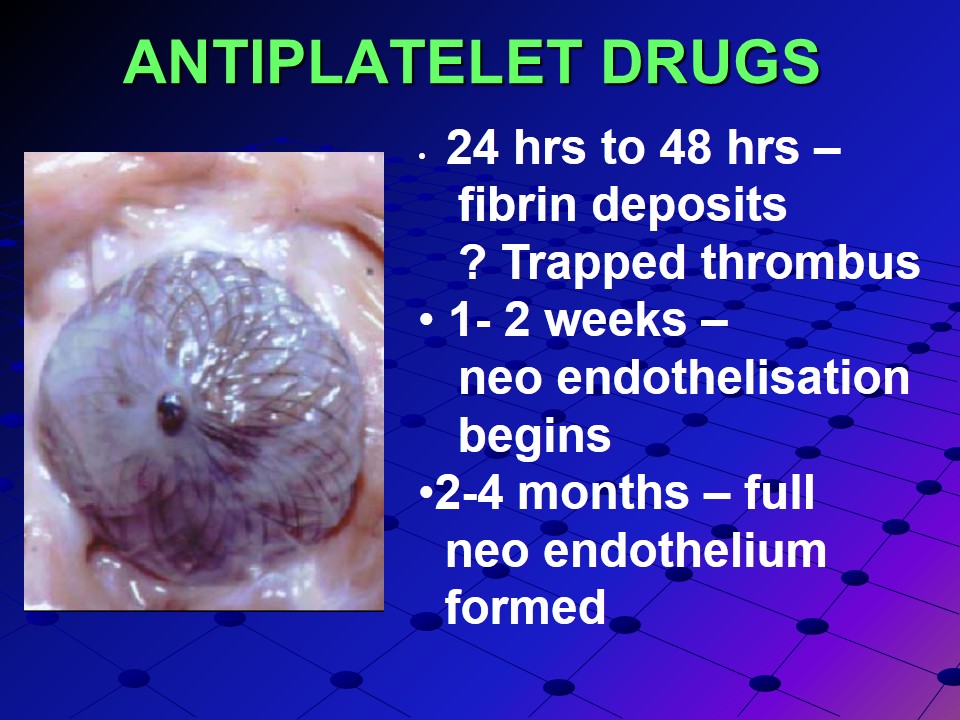 ANTIPLATELET DRUGS
• 24 hrs to 48 hrs –
fibrin deposits
? Trapped thrombus
• 1- 2 weeks –
neo endothelisation
begins
•2-4 months – full
neo endothelium
formed